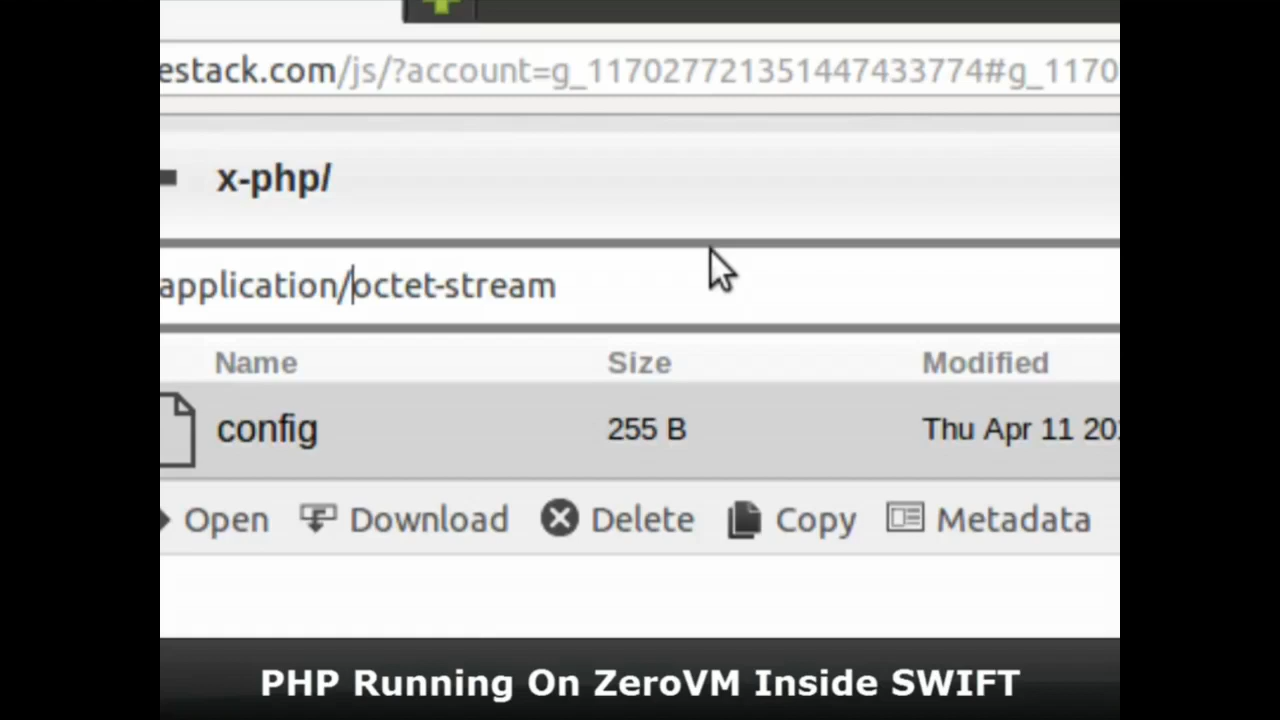 estack.com/js/?account=g_117027721351447433774#g_1170
x-php/
application/octet-stream
Name Size Modified
config 255 B Thu Apr 11 20
Open Download Delete Copy Metadata
PHP Running On ZeroVM Inside SWIFT